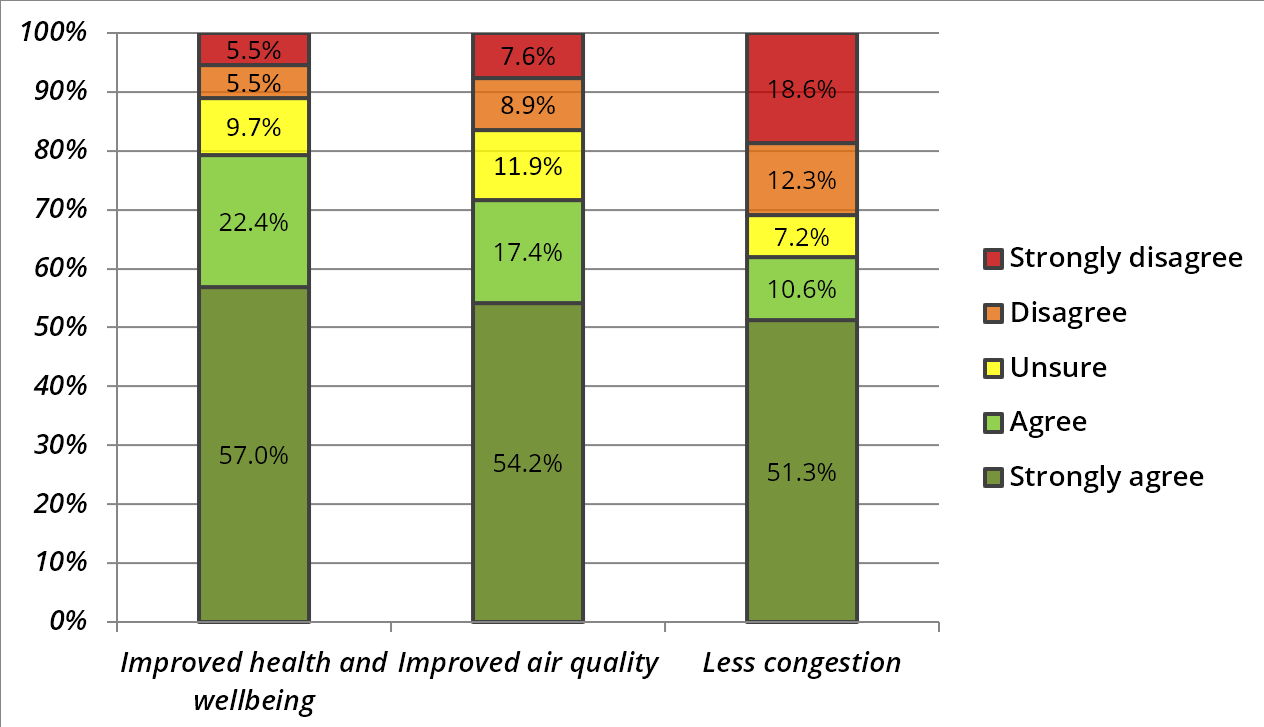 100%
90%
80%
70%
60%
50%
40%
30%
20%
10%
0%
5.5%
5.5%
9.7%
22.4%
57.0%
7.6%
8.9%
11.9%
17.4%
54.2%
18.6%
12.3%
7.2%
10.6%
51.3%
Improved health and
wellbeing
Improved air quality
Less congestion
Strongly disagree
Disagree
Unsure
Agree
Strongly agree